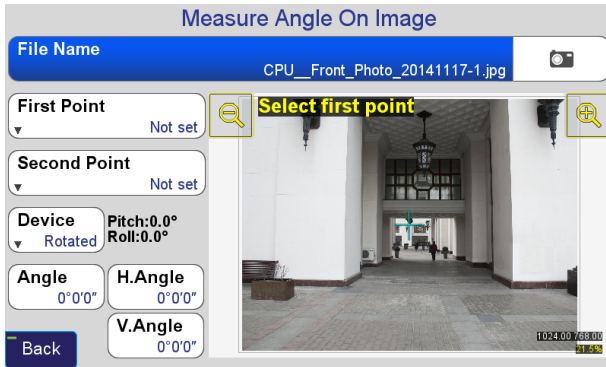 Measure Angle On Image
File Name
CPU__Front_Photo_20141117-1.jpg
First Point
Not set
Second Point
Not set
Device
Rotated
Pitch:0.0°
Roll:0.0°
Angle
0°0'0"
H.Angle
0°0'0"
V.Angle
0°0'0"
Back
Select first point
1024.00 768.00
21.5%